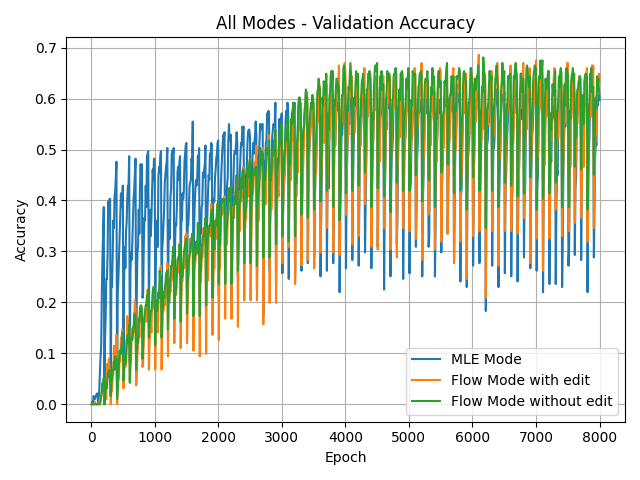 All Modes - Validation Accuracy
0.7
0.6
0.5
0.4
0.3
0.2
0.1
0.0
Accuracy
MLE Mode
Flow Mode with edit
Flow Mode without edit
0 1000 2000 3000 4000 5000 6000 7000 8000
Epoch